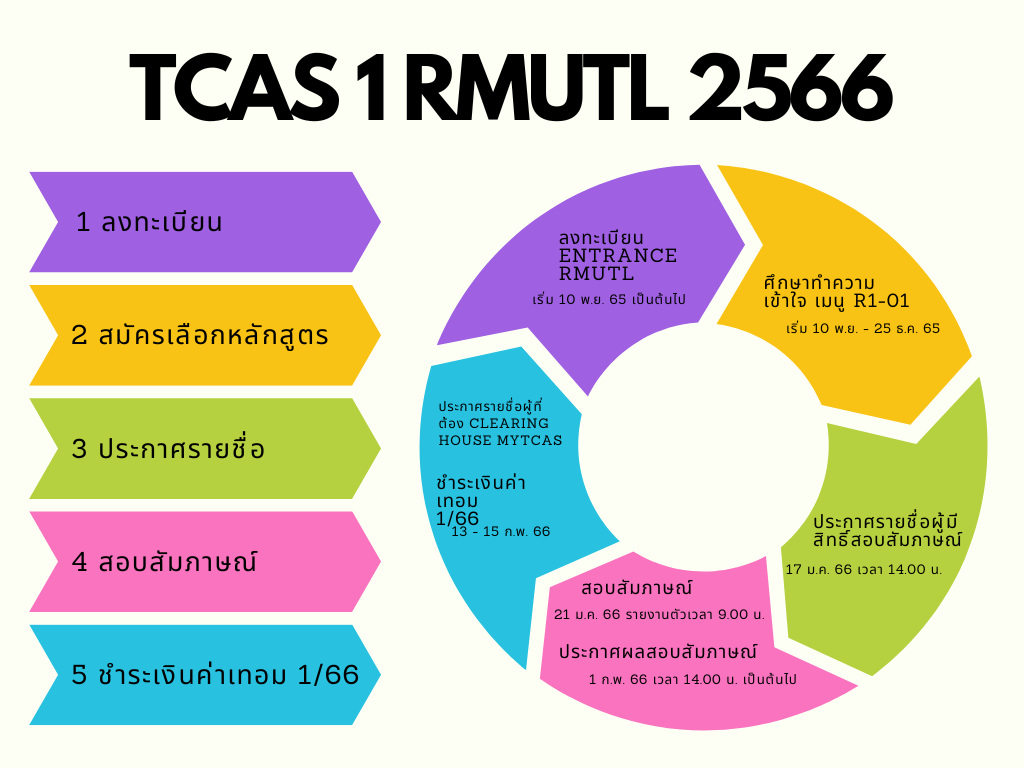 TCAS 1 RMUTL 2566
1 ลงทะเบียน
2 สมัครเลือกหลักสูตร
3 ประกาศรายชื่อ
4 สอบสัมภาษณ์
5 ชำระเงินค่าเทอม 1/66
ลงทะเบียน
ENTRANCE
RMUTL
เริ่ม 10 พ.ย. 65 เป็นต้นไป
ศึกษาทำความ
เข้าใจ เมนู R1-01
เริ่ม 10 พ.ย. - 25 ธ.ค. 65
ประกาศรายชื่อผู้มี
สิทธิ์สอบสัมภาษณ์
17 ม.ค. 66 เวลา 14.00 น.
สอบสัมภาษณ์
21 ม.ค. 66 รายงานตัวเวลา 9.00 น.
ประกาศผลสอบสัมภาษณ์
1 ก.พ. 66 เวลา 14.00 น. เป็นต้นไป
ประกาศรายชื่อผู้ที่
ต้อง CLEARING
HOUSE MYTCAS
ชำระเงินค่า
เทอม
1/66
13 - 15 ก.พ. 66